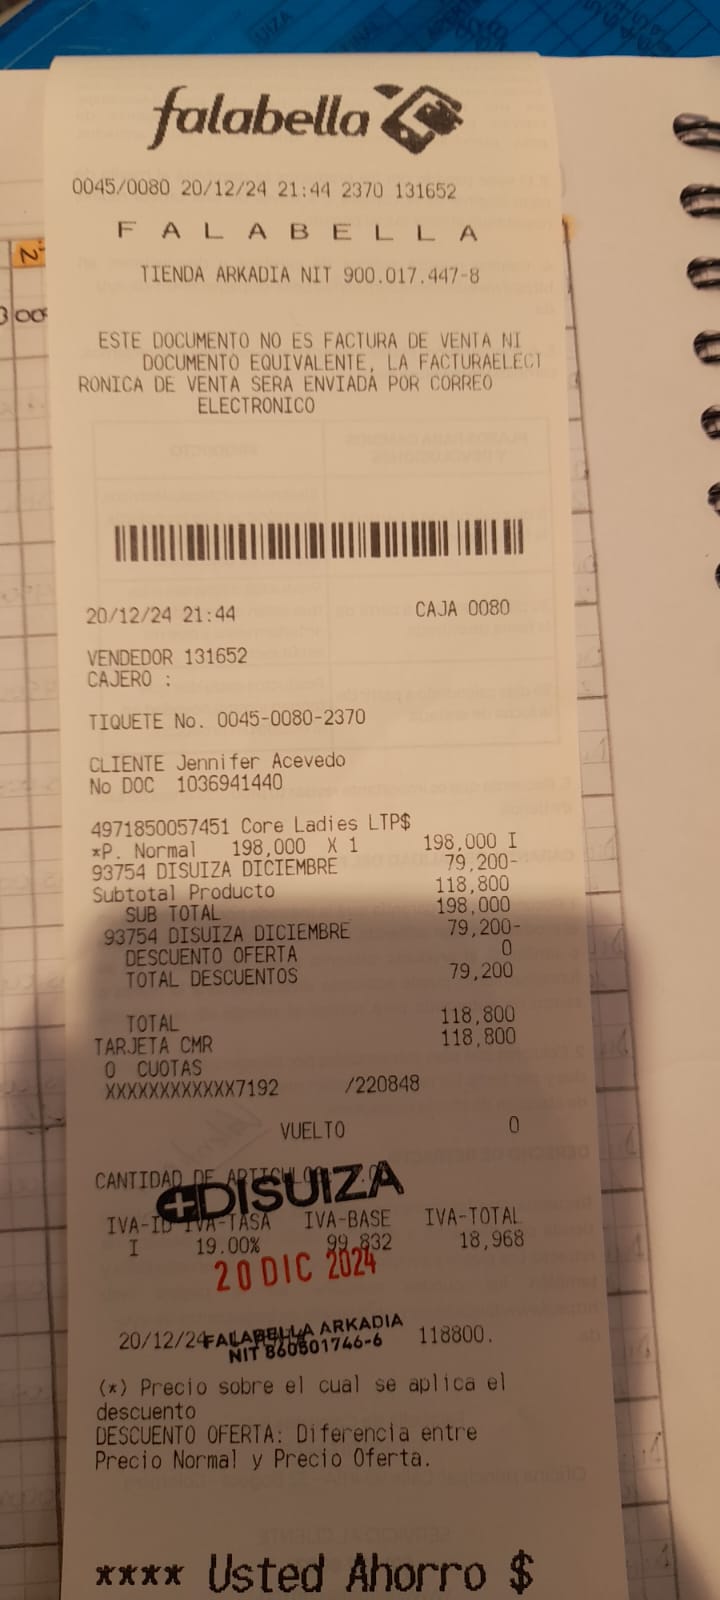 falabella
0045/0080 20/12/24 21:44 2370 131652
F A L A B E L L A
TIENDA ARKADIA NIT 900.017.447-8
ESTE DOCUMENTO NO ES FACTURA DE VENTA NI
DOCUMENTO EQUIVALENTE, LA FACTURAELECT
RONICA DE VENTA SERA ENVIADA POR CORREO
ELECTRONICO
20/12/24 21:44 CAJA 0080
VENDEDOR 131652
CAJERO :
TIQUETE No. 0045-0080-2370
CLIENTE Jennifer Acevedo
No DOC 1036941440
4971850057451 Core Ladies LTP$
*P. Normal 198,000 X 1 198,000 I
93754 DISUIZA DICIEMBRE 79,200-
Subtotal Producto 118,800
SUB TOTAL 198,000
93754 DISUIZA DICIEMBRE 79,200-
DESCUENTO OFERTA 0
TOTAL DESCUENTOS 79,200
TOTAL 118,800
TARJETA CMR 118,800
0 CUOTAS
XXXXXXXXXXXX7192 /220848
VUELTO 0
CANTIDAD DE
DISUIZA
IVA-ID IVA-TASA IVA-BASE IVA-TOTAL
I 19.00% 99,832 18,968
20 DIC 2024
20/12/24 118800.
FALABELLA ARKADIA
NIT 860501746-6
(*) Precio sobre el cual se aplica el
descuento
DESCUENTO OFERTA: Diferencia entre
Precio Normal y Precio Oferta.
**** Usted Ahorro $